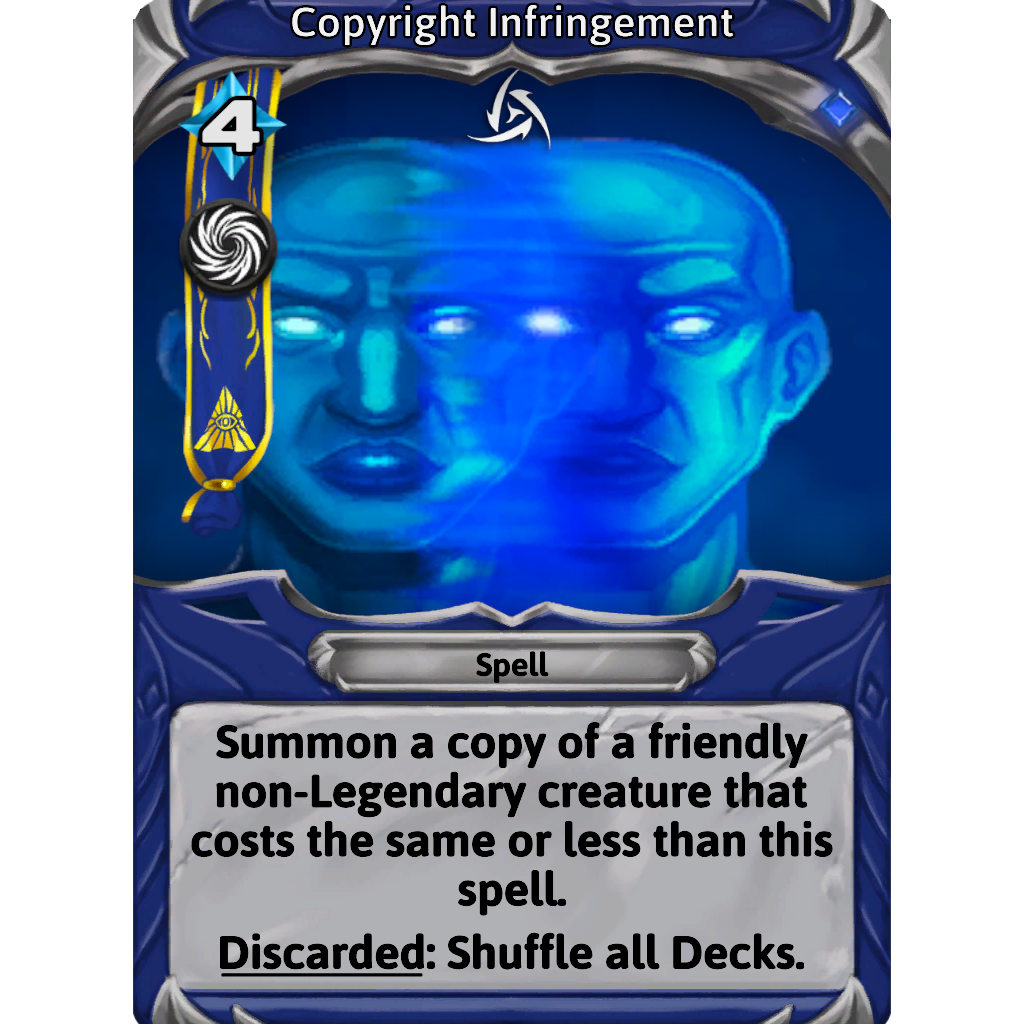 Copyright Infringement
4
Spell
Summon a copy of a friendly
non-Legendary creature that
costs the same or less than this
spell.
Discarded: Shuffle all Decks.